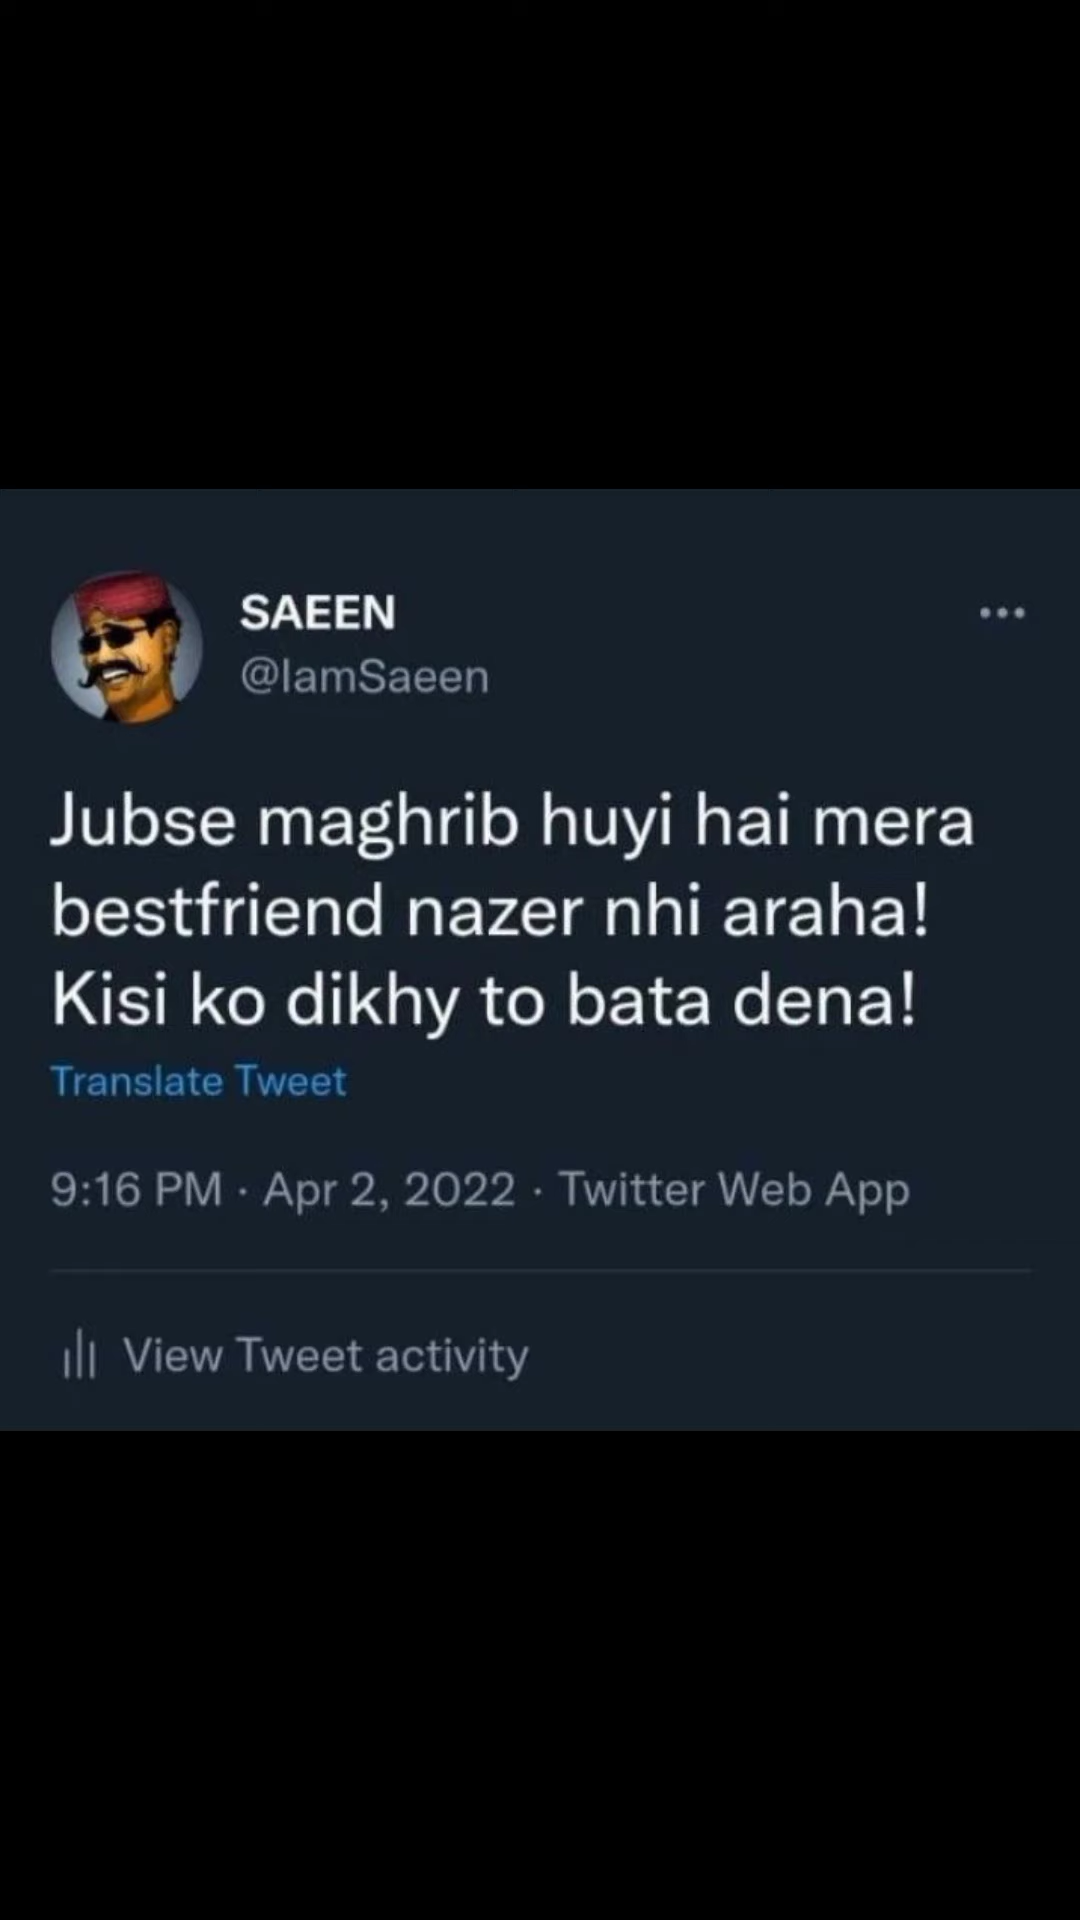 SAEEN
@IamSaeen
Jubse maghrib huyi hai mera
bestfriend nazer nhi araha!
Kisi ko dikhy to bata dena!
Translate Tweet
9:16 PM · Apr 2, 2022 · Twitter Web App
View Tweet activity